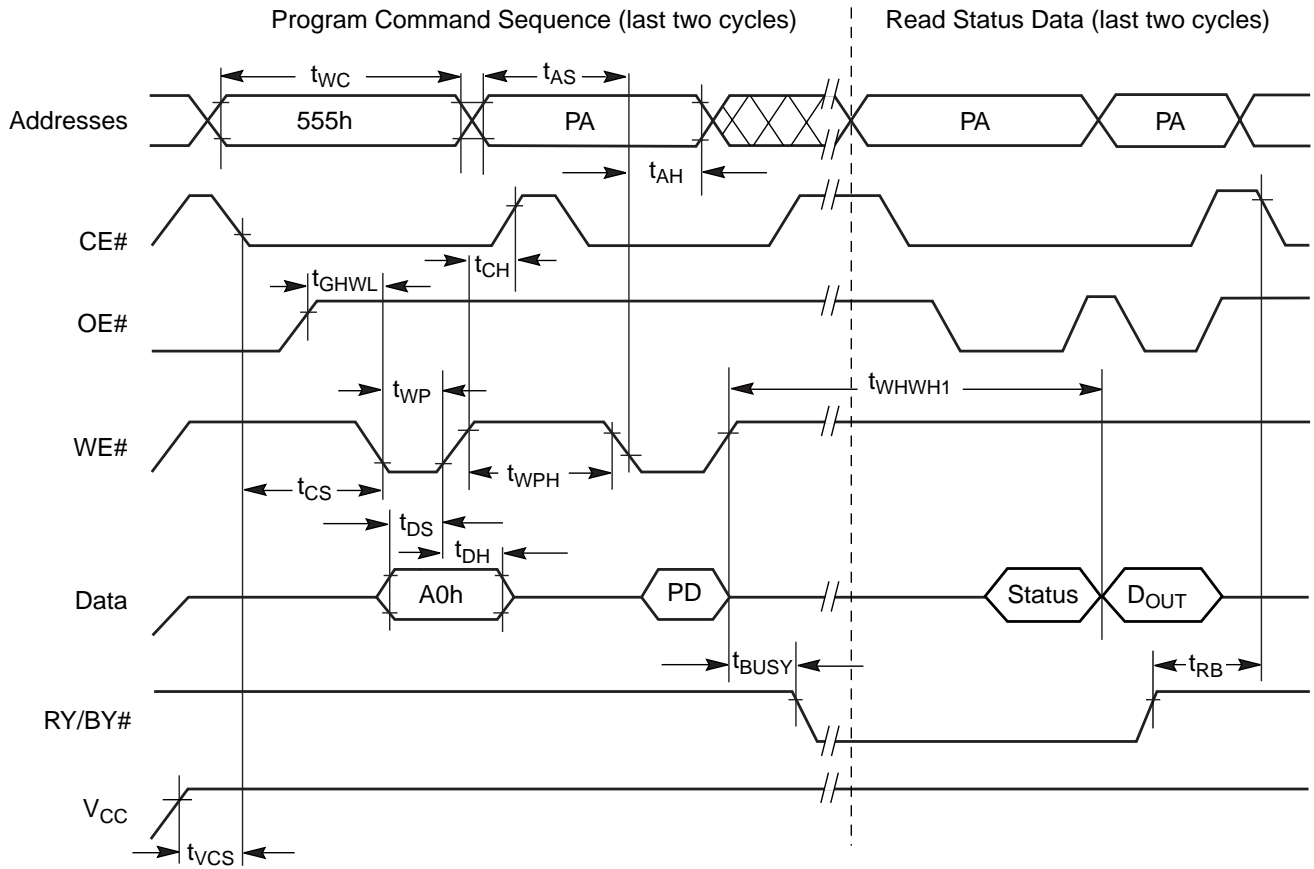 Program Command Sequence (last two cycles)
Read Status Data (last two cycles)
tWC
tAS
Addresses
555h
PA
PA
PA
tAH
CE#
tCH
tGHWL
OE#
tWP
tWHWH1
WE#
tCS
tWPH
tDS
tDH
Data
A0h
PD
Status
DOUT
tBUSY
tRB
RY/BY#
VCC
tVCS